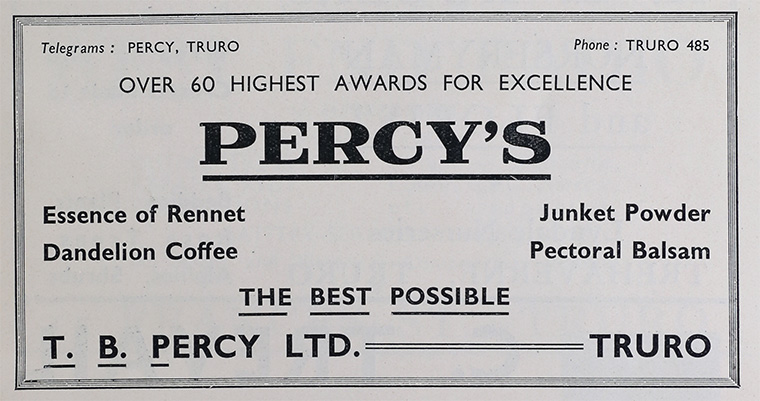 Telegrams : PERCY, TRURO Phone : TRURO 485
OVER 60 HIGHEST AWARDS FOR EXCELLENCE
PERCY'S
Essence of Rennet Junket Powder
Dandelion Coffee Pectoral Balsam
THE BEST POSSIBLE
T. B. PERCY LTD. TRURO